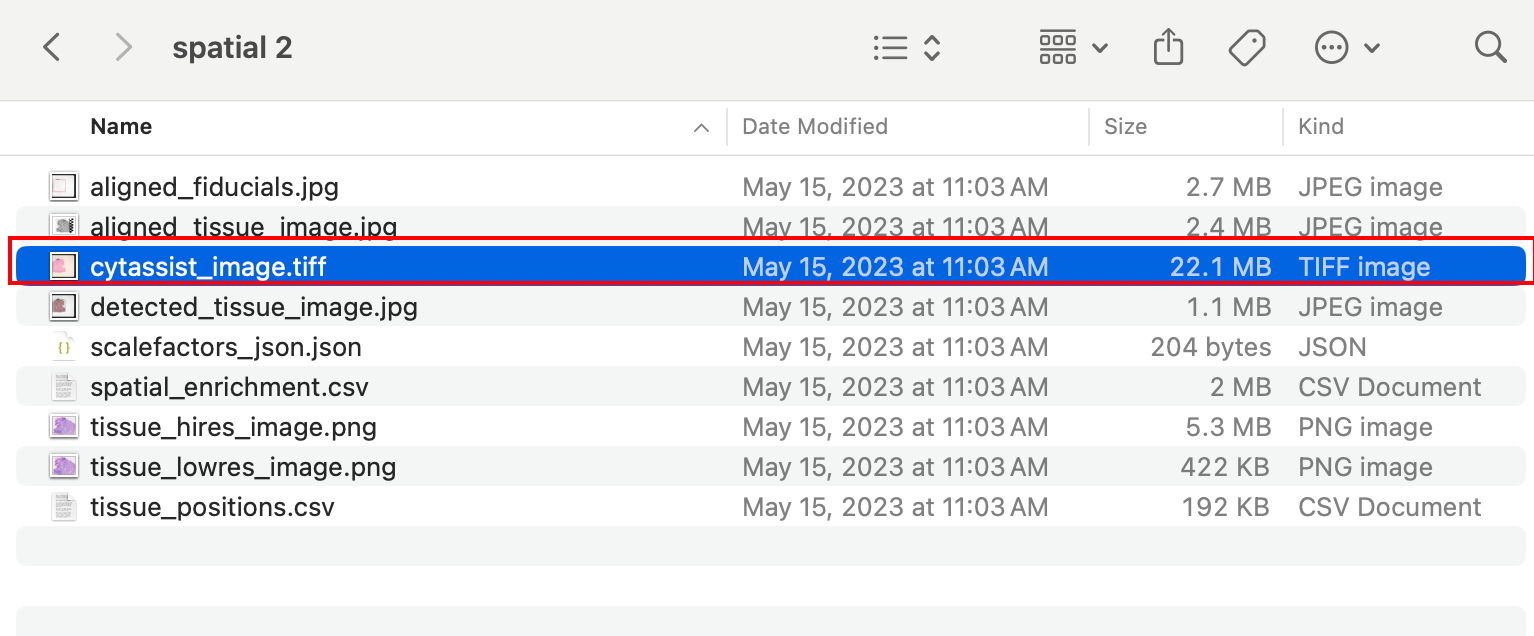 spatial 2
Name Date Modified Size Kind
aligned_fiducials.jpg May 15, 2023 at 11:03 AM 2.7 MB JPEG image
aligned_tissue_image.jpg May 15, 2023 at 11:03 AM 2.4 MB JPEG image
cytassist_image.tiff May 15, 2023 at 11:03 AM 22.1 MB TIFF image
detected_tissue_image.jpg May 15, 2023 at 11:03 AM 1.1 MB JPEG image
scalefactors_json.json May 15, 2023 at 11:03 AM 204 bytes JSON
spatial_enrichment.csv May 15, 2023 at 11:03 AM 2 MB CSV Document
tissue_hires_image.png May 15, 2023 at 11:03 AM 5.3 MB PNG image
tissue_lowres_image.png May 15, 2023 at 11:03 AM 422 KB PNG image
tissue_positions.csv May 15, 2023 at 11:03 AM 192 KB CSV Document